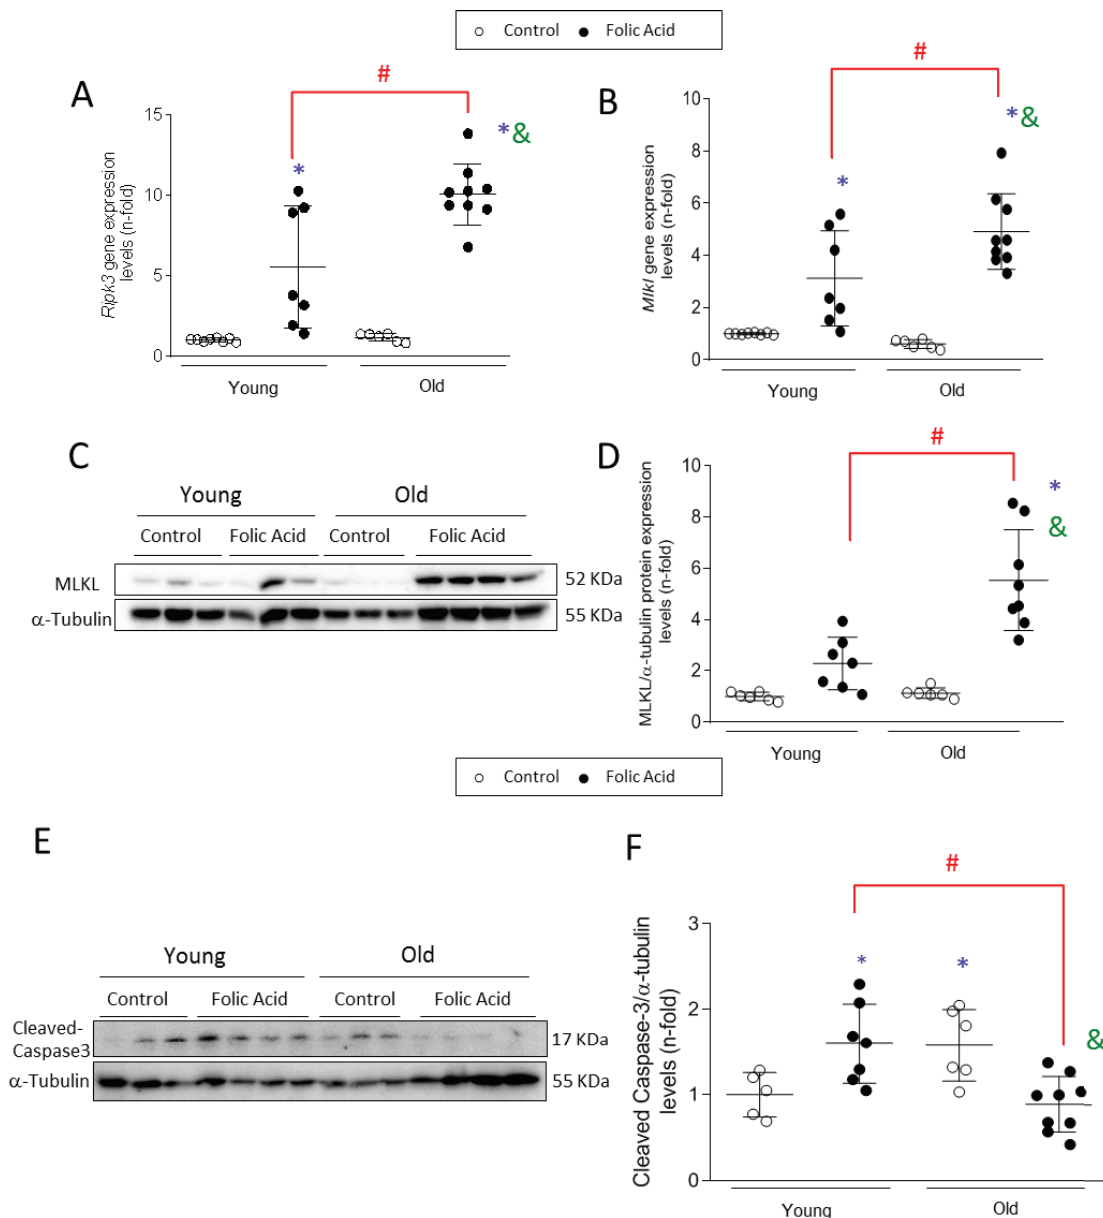 ○ Control ● Folic Acid
A
Ripk3 gene expression
levels (n-fold)
15
10
5
0
*
#
* &
Young Old
B
Mlkl gene expression
levels (n-fold)
10
8
6
4
2
0
*
#
* &
Young Old
C
Young Old
Control Folic Acid Control Folic Acid
MLKL 52 KDa
α-Tubulin 55 KDa
D
MLKL/α-tubulin protein expression
levels (n-fold)
10
8
6
4
2
0
#
*
&
Young Old
○ Control ● Folic Acid
E
Young Old
Control Folic Acid Control Folic Acid
Cleaved-
Caspase3 17 KDa
α-Tubulin 55 KDa
F
Cleaved Caspase-3/α-tubulin
levels (n-fold)
3
2
1
0
#
* *
&
Young Old